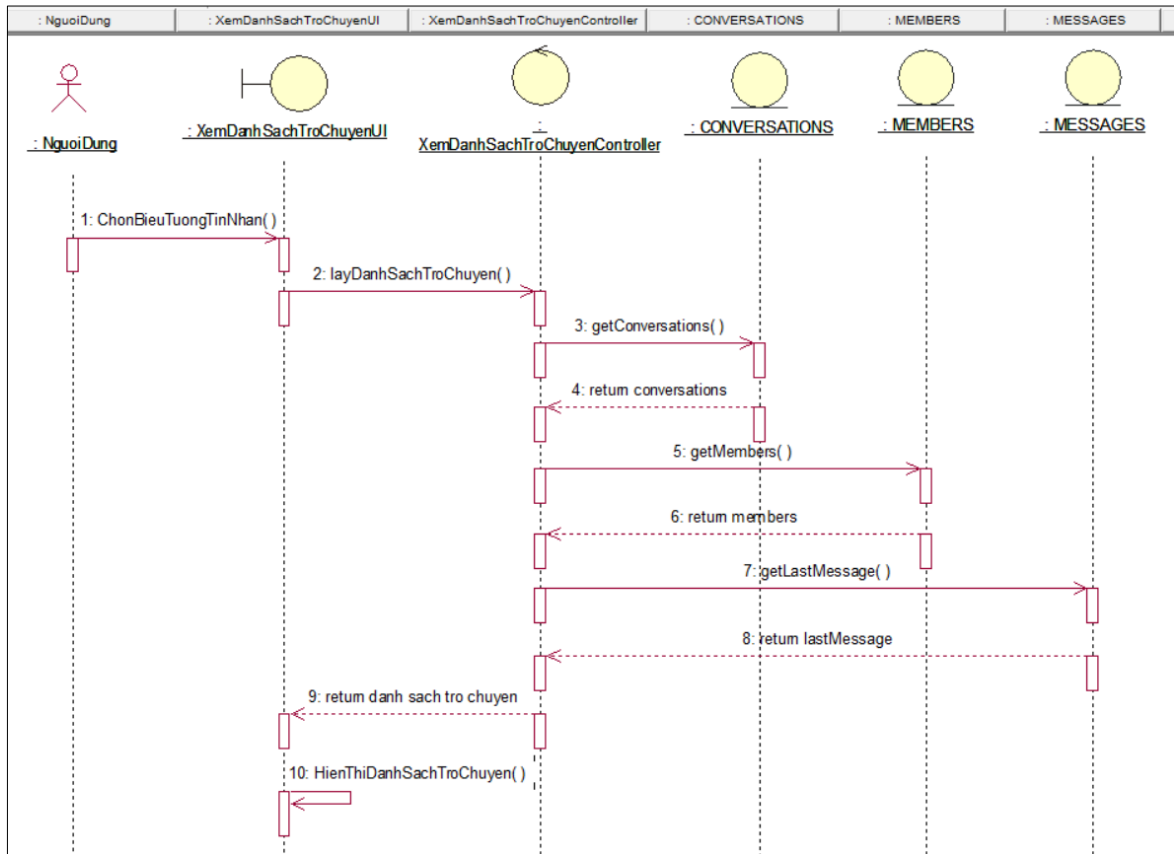 : NguoiDung
: XemDanhSachTroChuyenUI
: XemDanhSachTroChuyenController
: CONVERSATIONS
: MEMBERS
: MESSAGES
: NguoiDung
: XemDanhSachTroChuyenUI
:
XemDanhSachTroChuyenController
: CONVERSATIONS
: MEMBERS
: MESSAGES
1: ChonBieuTuongTinNhan( )
2: layDanhSachTroChuyen( )
3: getConversations( )
4: return conversations
5: getMembers( )
6: return members
7: getLastMessage( )
8: return lastMessage
9: return danh sach tro chuyen
10: HienThiDanhSachTroChuyen( )